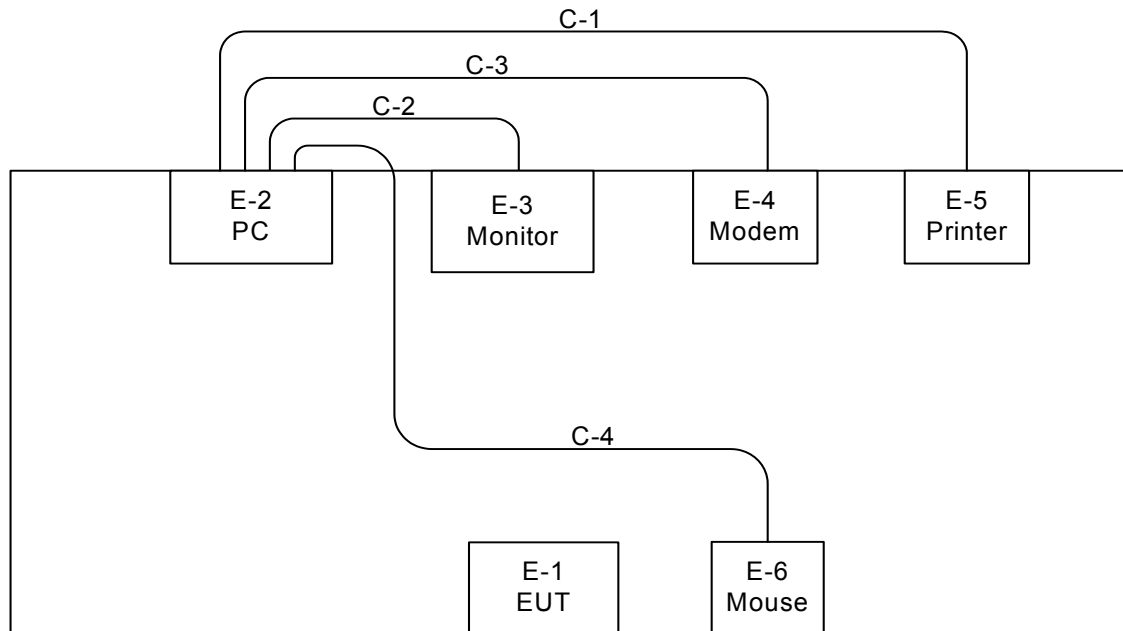 C-1
C-3
C-2
E-2
PC
E-3
Monitor
E-4
Modem
E-5
Printer
C-4
E-1
EUT
E-6
Mouse